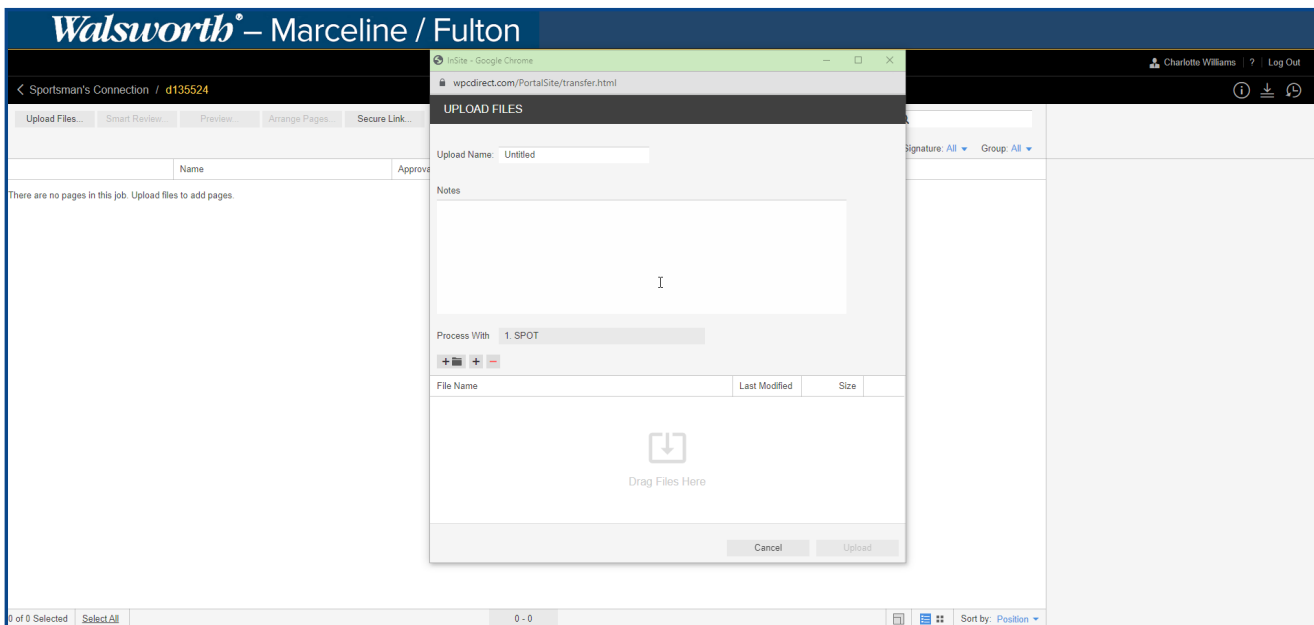 Walsworth® – Marceline / Fulton
InSite - Google Chrome
Charlotte Williams | ? | Log Out
wpcdirect.com/PortalSite/transfer.html
< Sportsman's Connection / d135524
UPLOAD FILES
Upload Files... Smart Review... Preview... Arrange Pages... Secure Link...
Signature: All Group: All
Upload Name: Untitled
Name Approva
Notes
There are no pages in this job. Upload files to add pages.
Process With 1. SPOT
File Name Last Modified Size
Drag Files Here
Cancel Upload
0 of 0 Selected Select All 0 - 0 Sort by: Position